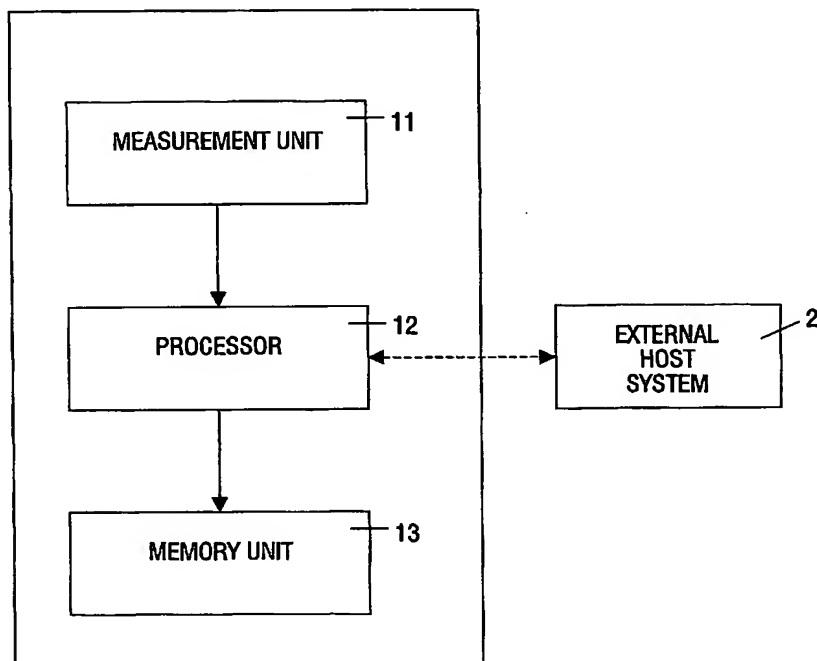 MEASUREMENT UNIT
11
PROCESSOR
12
EXTERNAL
HOST
SYSTEM
2
MEMORY UNIT
13